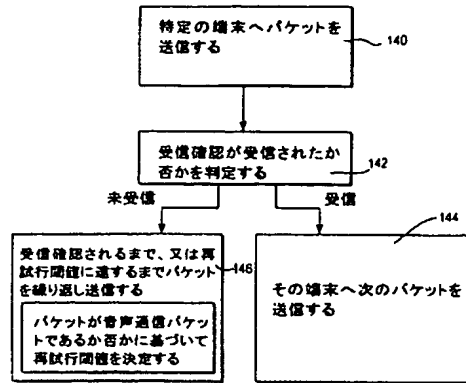 特定の端末へパケットを
送信する
140
受信確認が受信されたか
否かを判定する
142
未受信
受信
144
受信確認されるまで、又は再
試行閾値に達するまでパケット
を繰り返し送信する
146
パケットが音声通信パケッ
トであるか否かに基づいて
再試行閾値を決定する
その端末へ次のパケットを
送信する